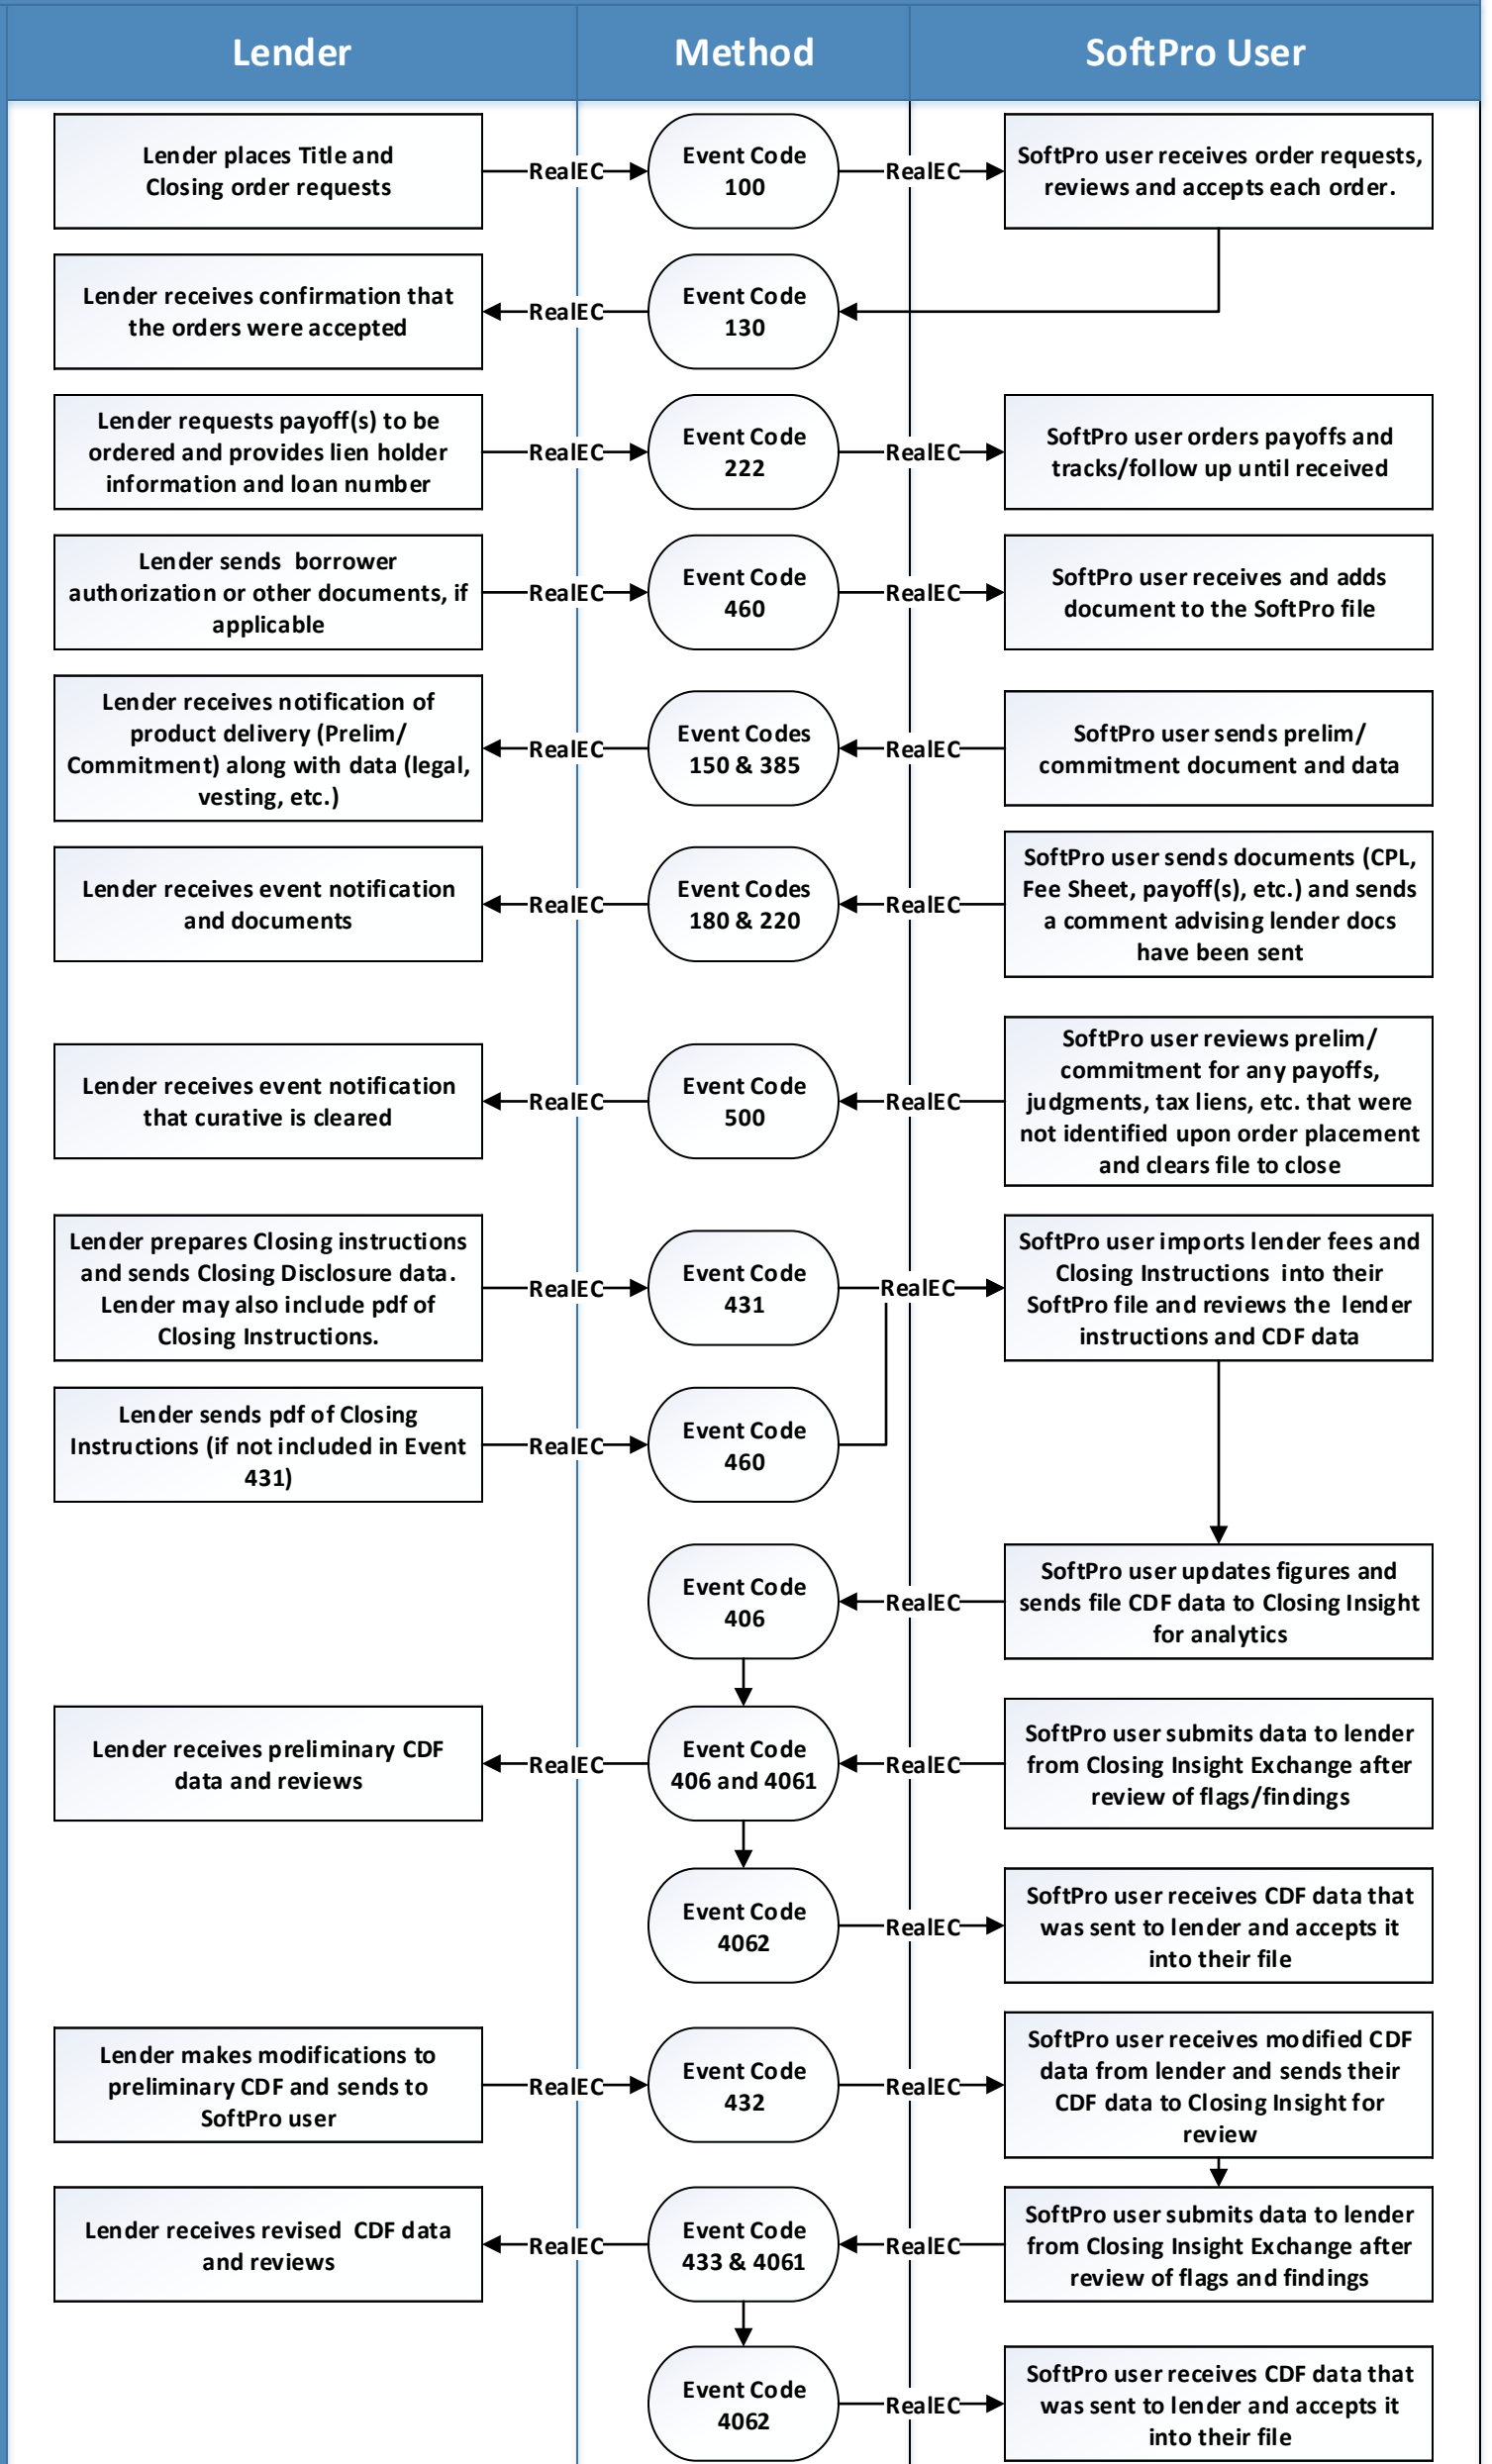 Lender
Method
SoftPro User
Lender places Title and
Closing order requests
RealEC
Event Code
100
RealEC
SoftPro user receives order requests,
reviews and accepts each order.
Lender receives confirmation that
the orders were accepted
RealEC
Event Code
130
Lender requests payoff(s) to be
ordered and provides lien holder
information and loan number
RealEC
Event Code
222
RealEC
SoftPro user orders payoffs and
tracks/follow up until received
Lender sends borrower
authorization or other documents, if
applicable
RealEC
Event Code
460
RealEC
SoftPro user receives and adds
document to the SoftPro file
Lender receives notification of
product delivery (Prelim/
Commitment) along with data (legal,
vesting, etc.)
RealEC
Event Codes
150 & 385
RealEC
SoftPro user sends prelim/
commitment document and data
Lender receives event notification
and documents
RealEC
Event Codes
180 & 220
RealEC
SoftPro user sends documents (CPL,
Fee Sheet, payoff(s), etc.) and sends
a comment advising lender docs
have been sent
Lender receives event notification
that curative is cleared
RealEC
Event Code
500
RealEC
SoftPro user reviews prelim/
commitment for any payoffs,
judgments, tax liens, etc. that were
not identified upon order placement
and clears file to close
Lender prepares Closing instructions
and sends Closing Disclosure data.
Lender may also include pdf of
Closing Instructions.
RealEC
Event Code
431
RealEC
SoftPro user imports lender fees and
Closing Instructions into their
SoftPro file and reviews the lender
instructions and CDF data
Lender sends pdf of Closing
Instructions (if not included in Event
431)
RealEC
Event Code
460
Event Code
406
RealEC
SoftPro user updates figures and
sends file CDF data to Closing Insight
for analytics
Lender receives preliminary CDF
data and reviews
RealEC
Event Code
406 and 4061
RealEC
SoftPro user submits data to lender
from Closing Insight Exchange after
review of flags/findings
Event Code
4062
RealEC
SoftPro user receives CDF data that
was sent to lender and accepts it
into their file
Lender makes modifications to
preliminary CDF and sends to
SoftPro user
RealEC
Event Code
432
RealEC
SoftPro user receives modified CDF
data from lender and sends their
CDF data to Closing Insight for
review
Lender receives revised CDF data
and reviews
RealEC
Event Code
433 & 4061
RealEC
SoftPro user submits data to lender
from Closing Insight Exchange after
review of flags and findings
Event Code
4062
RealEC
SoftPro user receives CDF data that
was sent to lender and accepts it
into their file